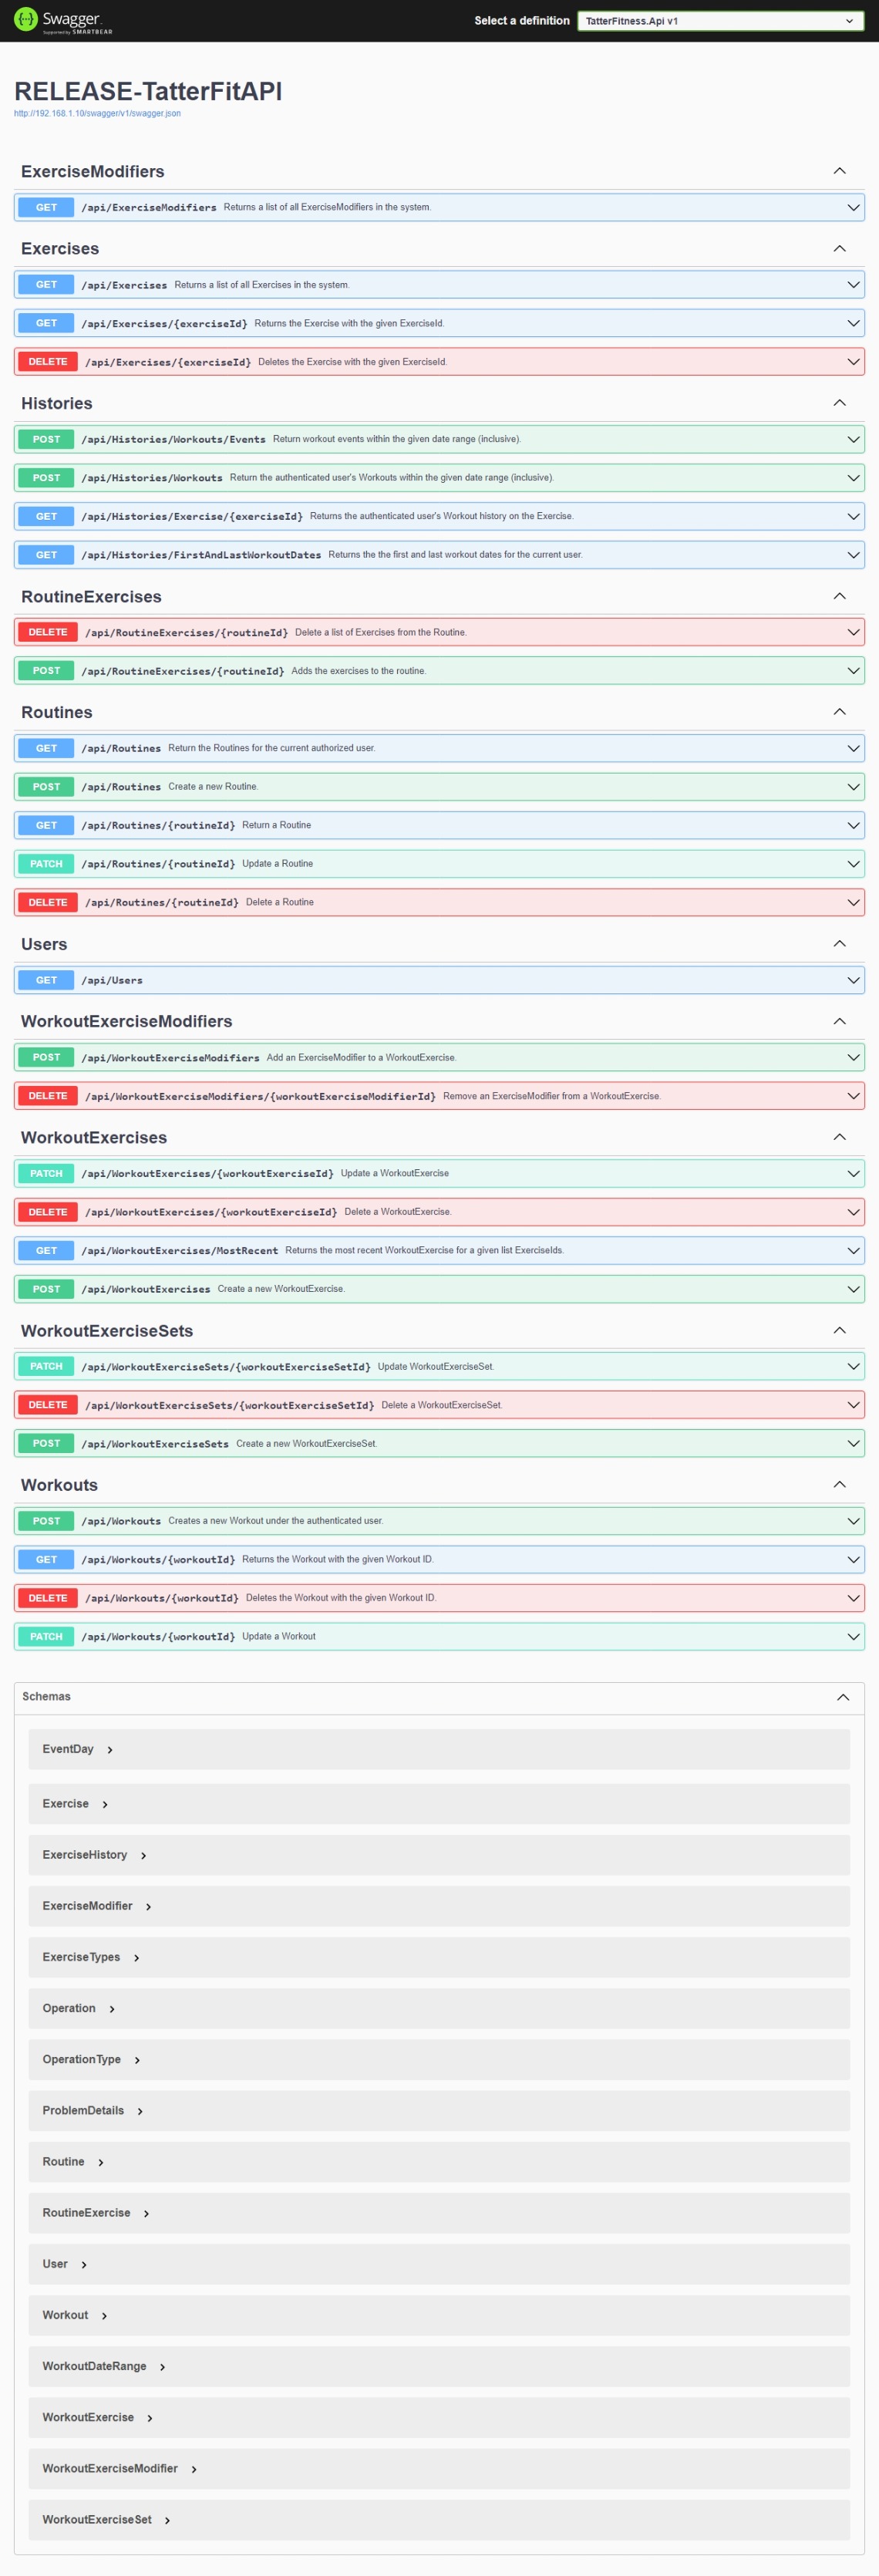 Swagger. Select a definition TatterFitness.Api v1
Supported by SMARTBEAR
RELEASE-TatterFitAPI
http://192.168.1.10/swagger/v1/swagger.json
ExerciseModifiers
GET /api/ExerciseModifiers Returns a list of all ExerciseModifiers in the system.
Exercises
GET /api/Exercises Returns a list of all Exercises in the system.
GET /api/Exercises/{exerciseId} Returns the Exercise with the given ExerciseId.
DELETE /api/Exercises/{exerciseId} Deletes the Exercise with the given ExerciseId.
Histories
POST /api/Histories/Workouts/Events Return workout events within the given date range (inclusive).
POST /api/Histories/Workouts Return the authenticated user's Workouts within the given date range (inclusive).
GET /api/Histories/Exercise/{exerciseId} Returns the authenticated user's Workout history on the Exercise.
GET /api/Histories/FirstAndLastWorkoutDates Returns the the first and last workout dates for the current user.
RoutineExercises
DELETE /api/RoutineExercises/{routineId} Delete a list of Exercises from the Routine.
POST /api/RoutineExercises/{routineId} Adds the exercises to the routine.
Routines
GET /api/Routines Return the Routines for the current authorized user.
POST /api/Routines Create a new Routine.
GET /api/Routines/{routineId} Return a Routine
PATCH /api/Routines/{routineId} Update a Routine
DELETE /api/Routines/{routineId} Delete a Routine
Users
GET /api/Users
WorkoutExerciseModifiers
POST /api/WorkoutExerciseModifiers Add an ExerciseModifier to a WorkoutExercise.
DELETE /api/WorkoutExerciseModifiers/{workoutExerciseModifierId} Remove an ExerciseModifier from a WorkoutExercise.
WorkoutExercises
PATCH /api/WorkoutExercises/{workoutExerciseId} Update a WorkoutExercise
DELETE /api/WorkoutExercises/{workoutExerciseId} Delete a WorkoutExercise.
GET /api/WorkoutExercises/MostRecent Returns the most recent WorkoutExercise for a given list ExerciseIds.
POST /api/WorkoutExercises Create a new WorkoutExercise.
WorkoutExerciseSets
PATCH /api/WorkoutExerciseSets/{workoutExerciseSetId} Update WorkoutExerciseSet.
DELETE /api/WorkoutExerciseSets/{workoutExerciseSetId} Delete a WorkoutExerciseSet.
POST /api/WorkoutExerciseSets Create a new WorkoutExerciseSet.
Workouts
POST /api/Workouts Creates a new Workout under the authenticated user.
GET /api/Workouts/{workoutId} Returns the Workout with the given Workout ID.
DELETE /api/Workouts/{workoutId} Deletes the Workout with the given Workout ID.
PATCH /api/Workouts/{workoutId} Update a Workout
Schemas
EventDay
Exercise
ExerciseHistory
ExerciseModifier
ExerciseTypes
Operation
OperationType
ProblemDetails
Routine
RoutineExercise
User
Workout
WorkoutDateRange
WorkoutExercise
WorkoutExerciseModifier
WorkoutExerciseSet